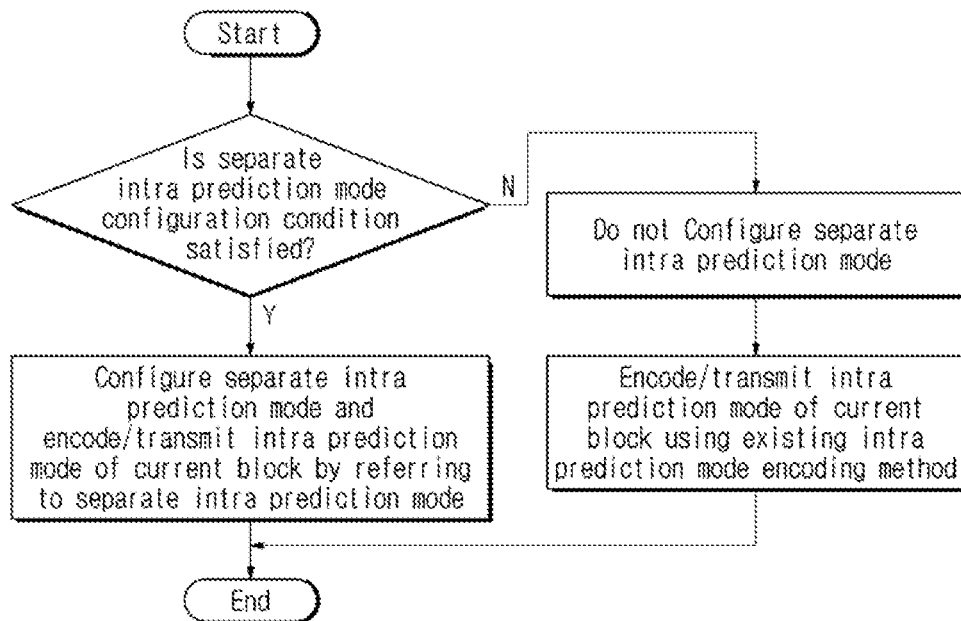 Start
Is separate
intra prediction mode
configuration condition
satisfied?
N
Y
Do not Configure separate
intra prediction mode
Configure separate intra
prediction mode and
encode/transmit intra prediction
mode of current block by referring
to separate intra prediction mode
Encode/transmit intra
prediction mode of current
block using existing intra
prediction mode encoding method
End